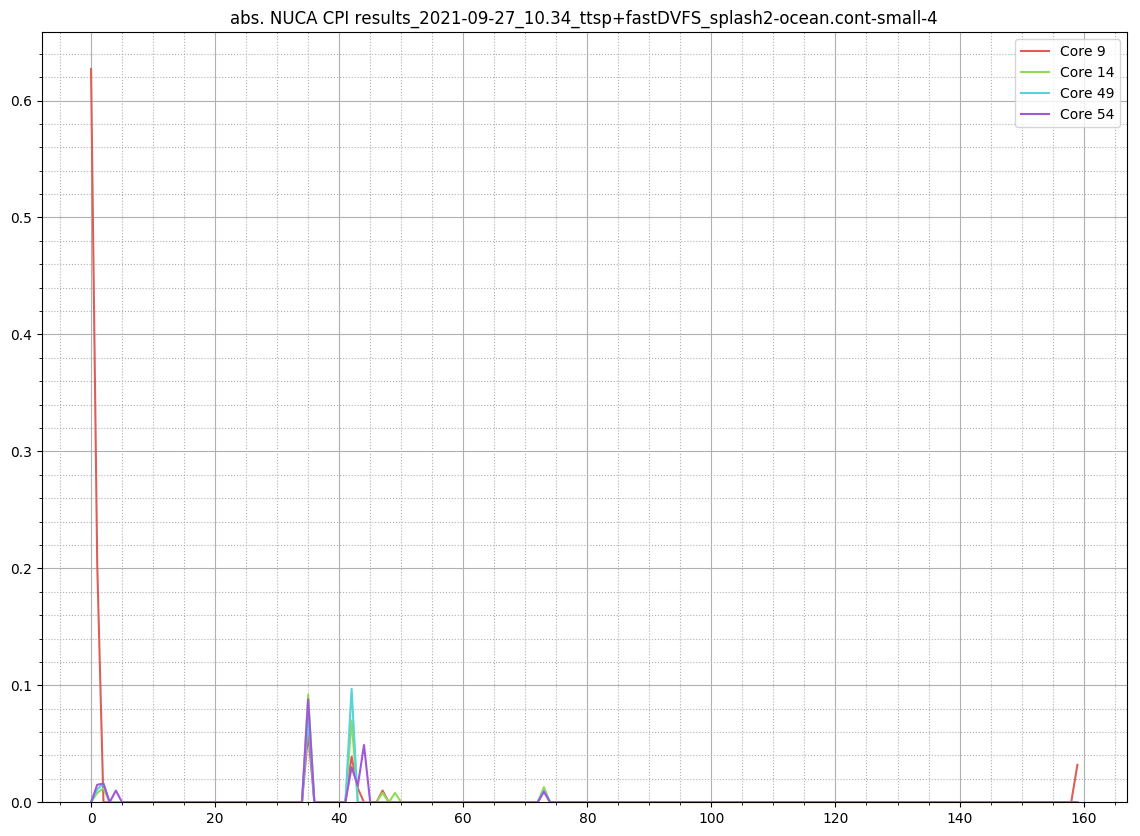 abs. NUCA CPI results_2021-09-27_10.34_ttsp+fastDVFS_splash2-ocean.cont-small-4
Core 9
Core 14
Core 49
Core 54
0.6
0.5
0.4
0.3
0.2
0.1
0.0
0 20 40 60 80 100 120 140 160